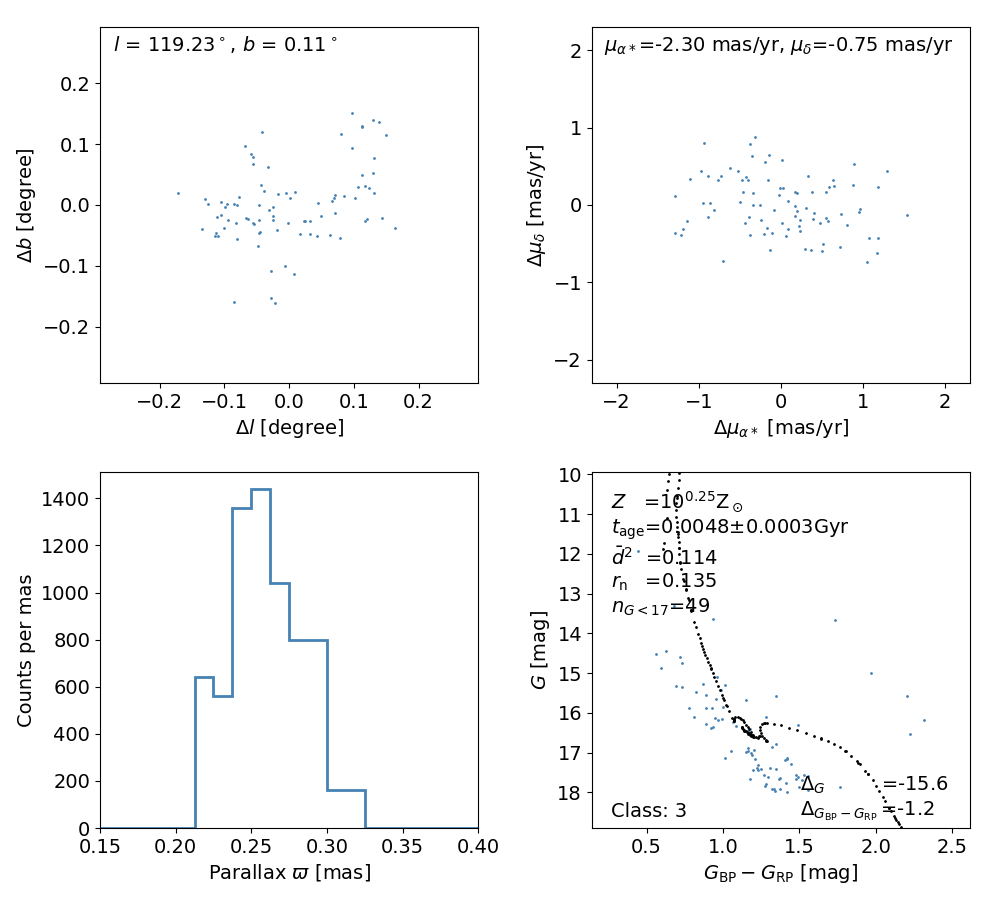 l = 119.23°, b = 0.11°
0.2
0.1
0.0
−0.1
−0.2
Δb [degree]
−0.2 −0.1 0.0 0.1 0.2
Δl [degree]
μα*=-2.30 mas/yr, μδ=-0.75 mas/yr
2
1
0
−1
−2
Δμδ [mas/yr]
−2 −1 0 1 2
Δμα* [mas/yr]
1400
1200
1000
800
600
400
200
0
Counts per mas
0.15 0.20 0.25 0.30 0.35 0.40
Parallax ϖ [mas]
10
11
12
13
14
15
16
17
18
G [mag]
Z =10^0.25 Z⊙
t_age=0.0048±0.0003Gyr
d̄² =0.114
r_n =0.135
n_G<17=49
Δ_G =-15.6
Δ_GBP−GRP =-1.2
Class: 3
0.5 1.0 1.5 2.0 2.5
G_BP − G_RP [mag]